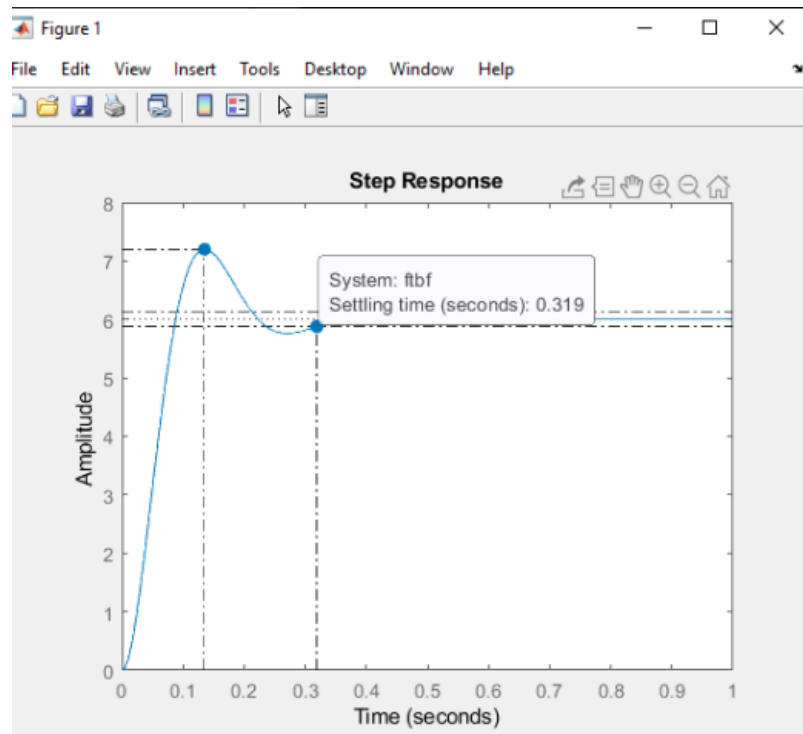 Figure 1
File Edit View Insert Tools Desktop Window Help
Step Response
8
7
6
5
4
3
2
1
0
Amplitude
System: ftbf
Settling time (seconds): 0.319
0 0.1 0.2 0.3 0.4 0.5 0.6 0.7 0.8 0.9 1
Time (seconds)